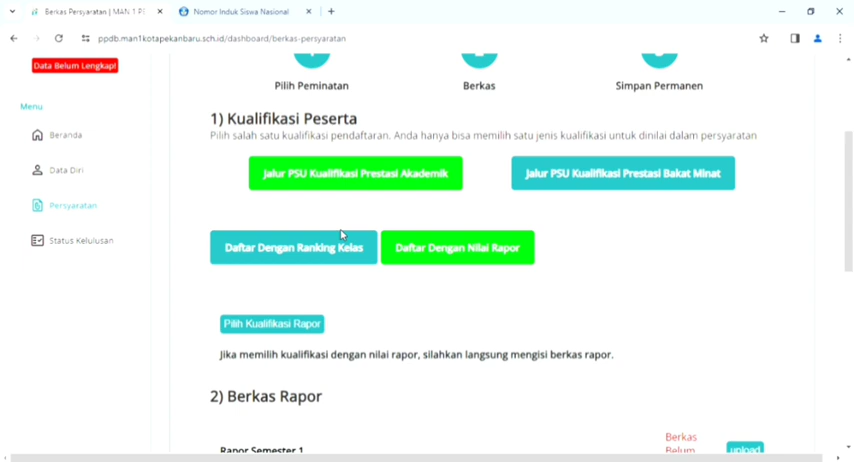 Berkas Persyaratan | MAN 1 PE
Nomor Induk Siswa Nasional
ppdb.man1kotapekanbaru.sch.id/dashboard/berkas-persyaratan
Data Belum Lengkap!
Menu
Beranda
Data Diri
Persyaratan
Status Kelulusan
Pilih Peminatan
Berkas
Simpan Permanen
1) Kualifikasi Peserta
Pilih salah satu kualifikasi pendaftaran. Anda hanya bisa memilih satu jenis kualifikasi untuk dinilai dalam persyaratan
Jalur PSU Kualifikasi Prestasi Akademik
Jalur PSU Kualifikasi Prestasi Bakat Minat
Daftar Dengan Ranking Kelas
Daftar Dengan Nilai Rapor
Pilih Kualifikasi Rapor
Jika memilih kualifikasi dengan nilai rapor, silahkan langsung mengisi berkas rapor.
2) Berkas Rapor
Rapor Semester 1
Berkas
Belum
upload